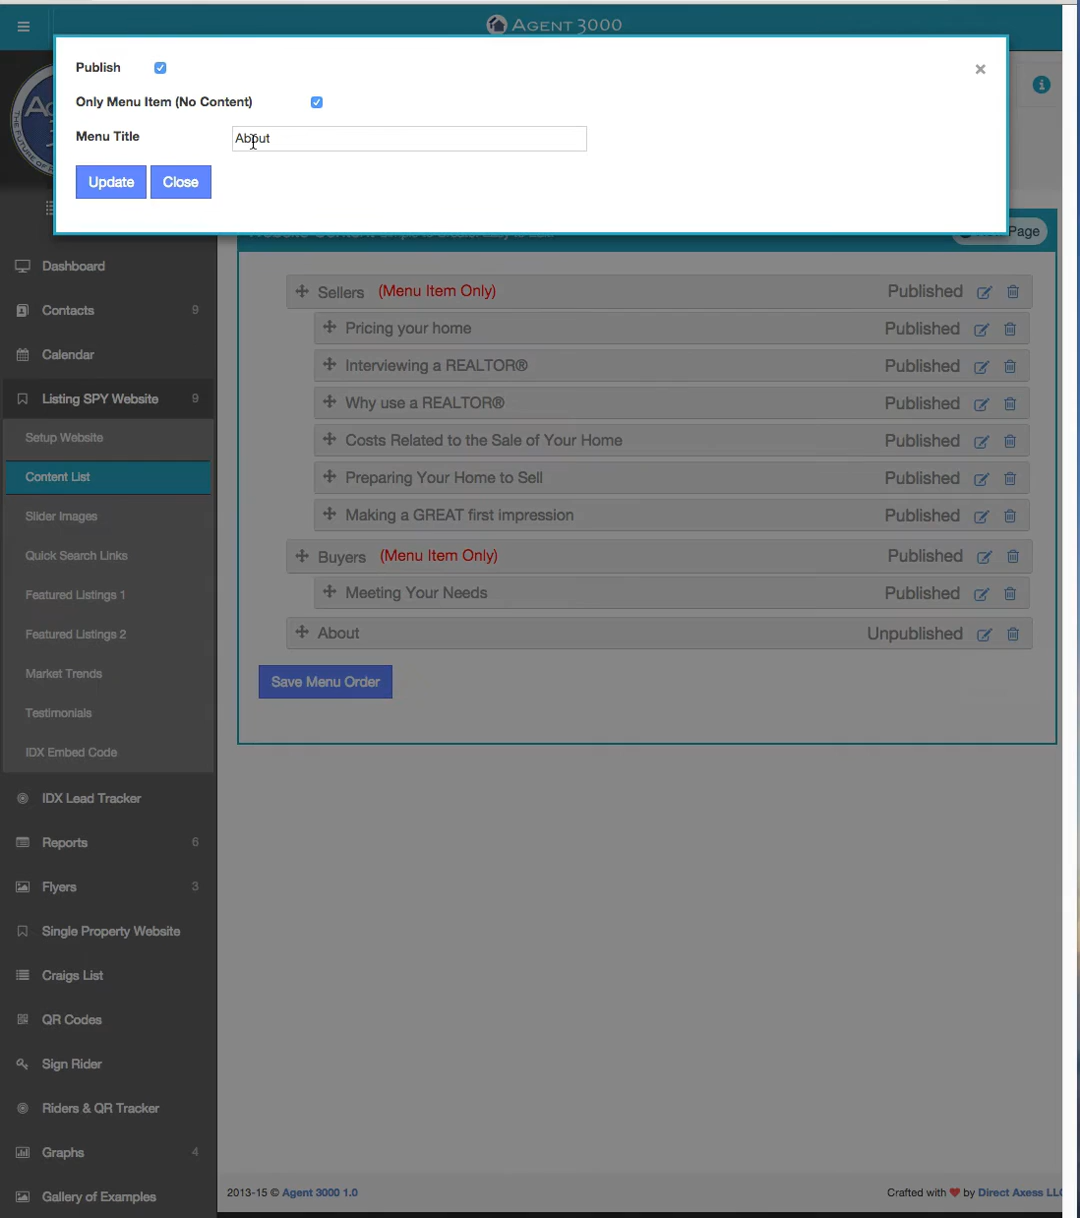 AGENT 3000
Publish
Only Menu Item (No Content)
Menu Title
About
Update Close
Page
Dashboard
Contacts 9
Calendar
Listing SPY Website 9
Setup Website
Content List
Slider Images
Quick Search Links
Featured Listings 1
Featured Listings 2
Market Trends
Testimonials
IDX Embed Code
IDX Lead Tracker
Reports 6
Flyers 3
Single Property Website
Craigs List
QR Codes
Sign Rider
Riders & QR Tracker
Graphs 4
Gallery of Examples
Sellers (Menu Item Only) Published
Pricing your home Published
Interviewing a REALTOR® Published
Why use a REALTOR® Published
Costs Related to the Sale of Your Home Published
Preparing Your Home to Sell Published
Making a GREAT first impression Published
Buyers (Menu Item Only) Published
Meeting Your Needs Published
About Unpublished
Save Menu Order
2013-15 © Agent 3000 1.0
Crafted with ❤ by Direct Axess LLC